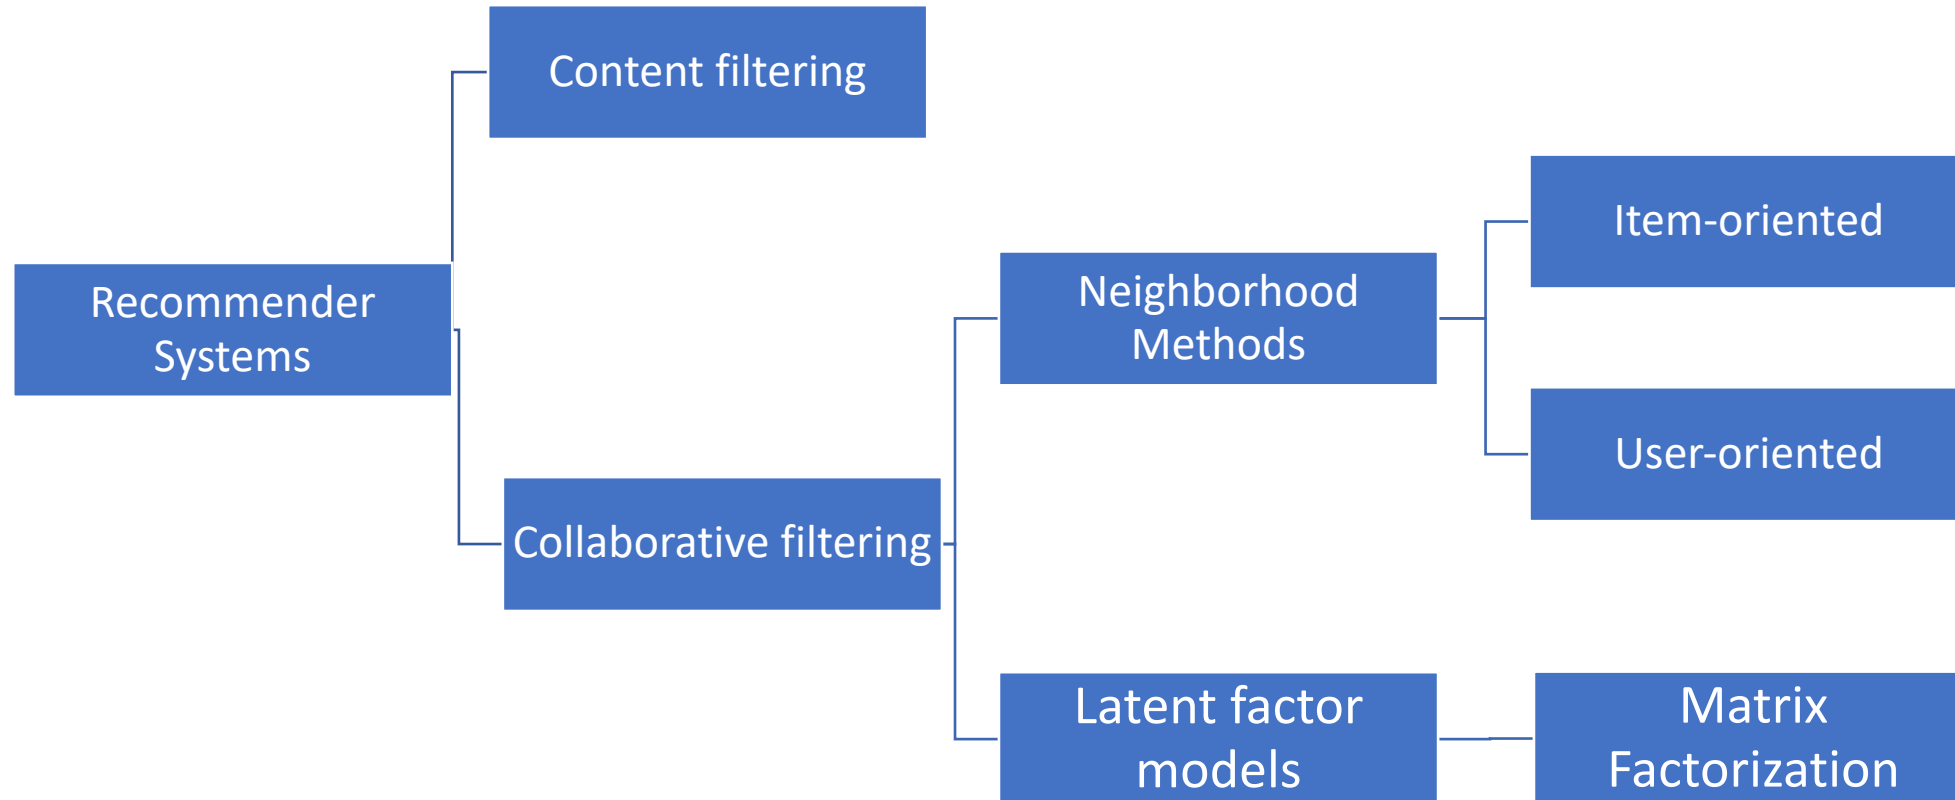 Content filtering
Recommender
Systems
Collaborative filtering
Neighborhood
Methods
Item-oriented
User-oriented
Latent factor
models
Matrix
Factorization